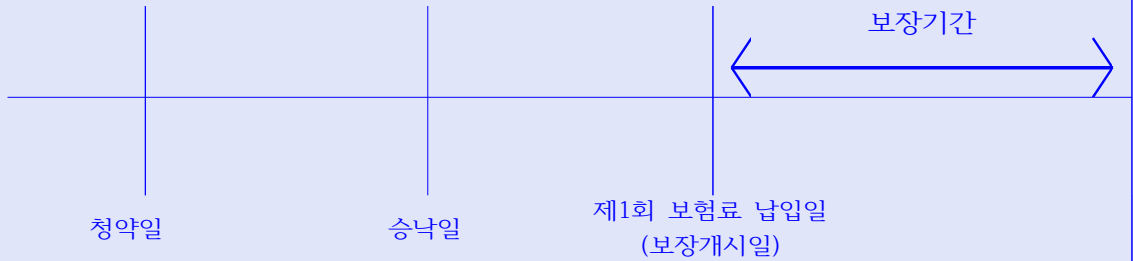 보장기간
청약일
승낙일
제1회 보험료 납입일
(보장개시일)